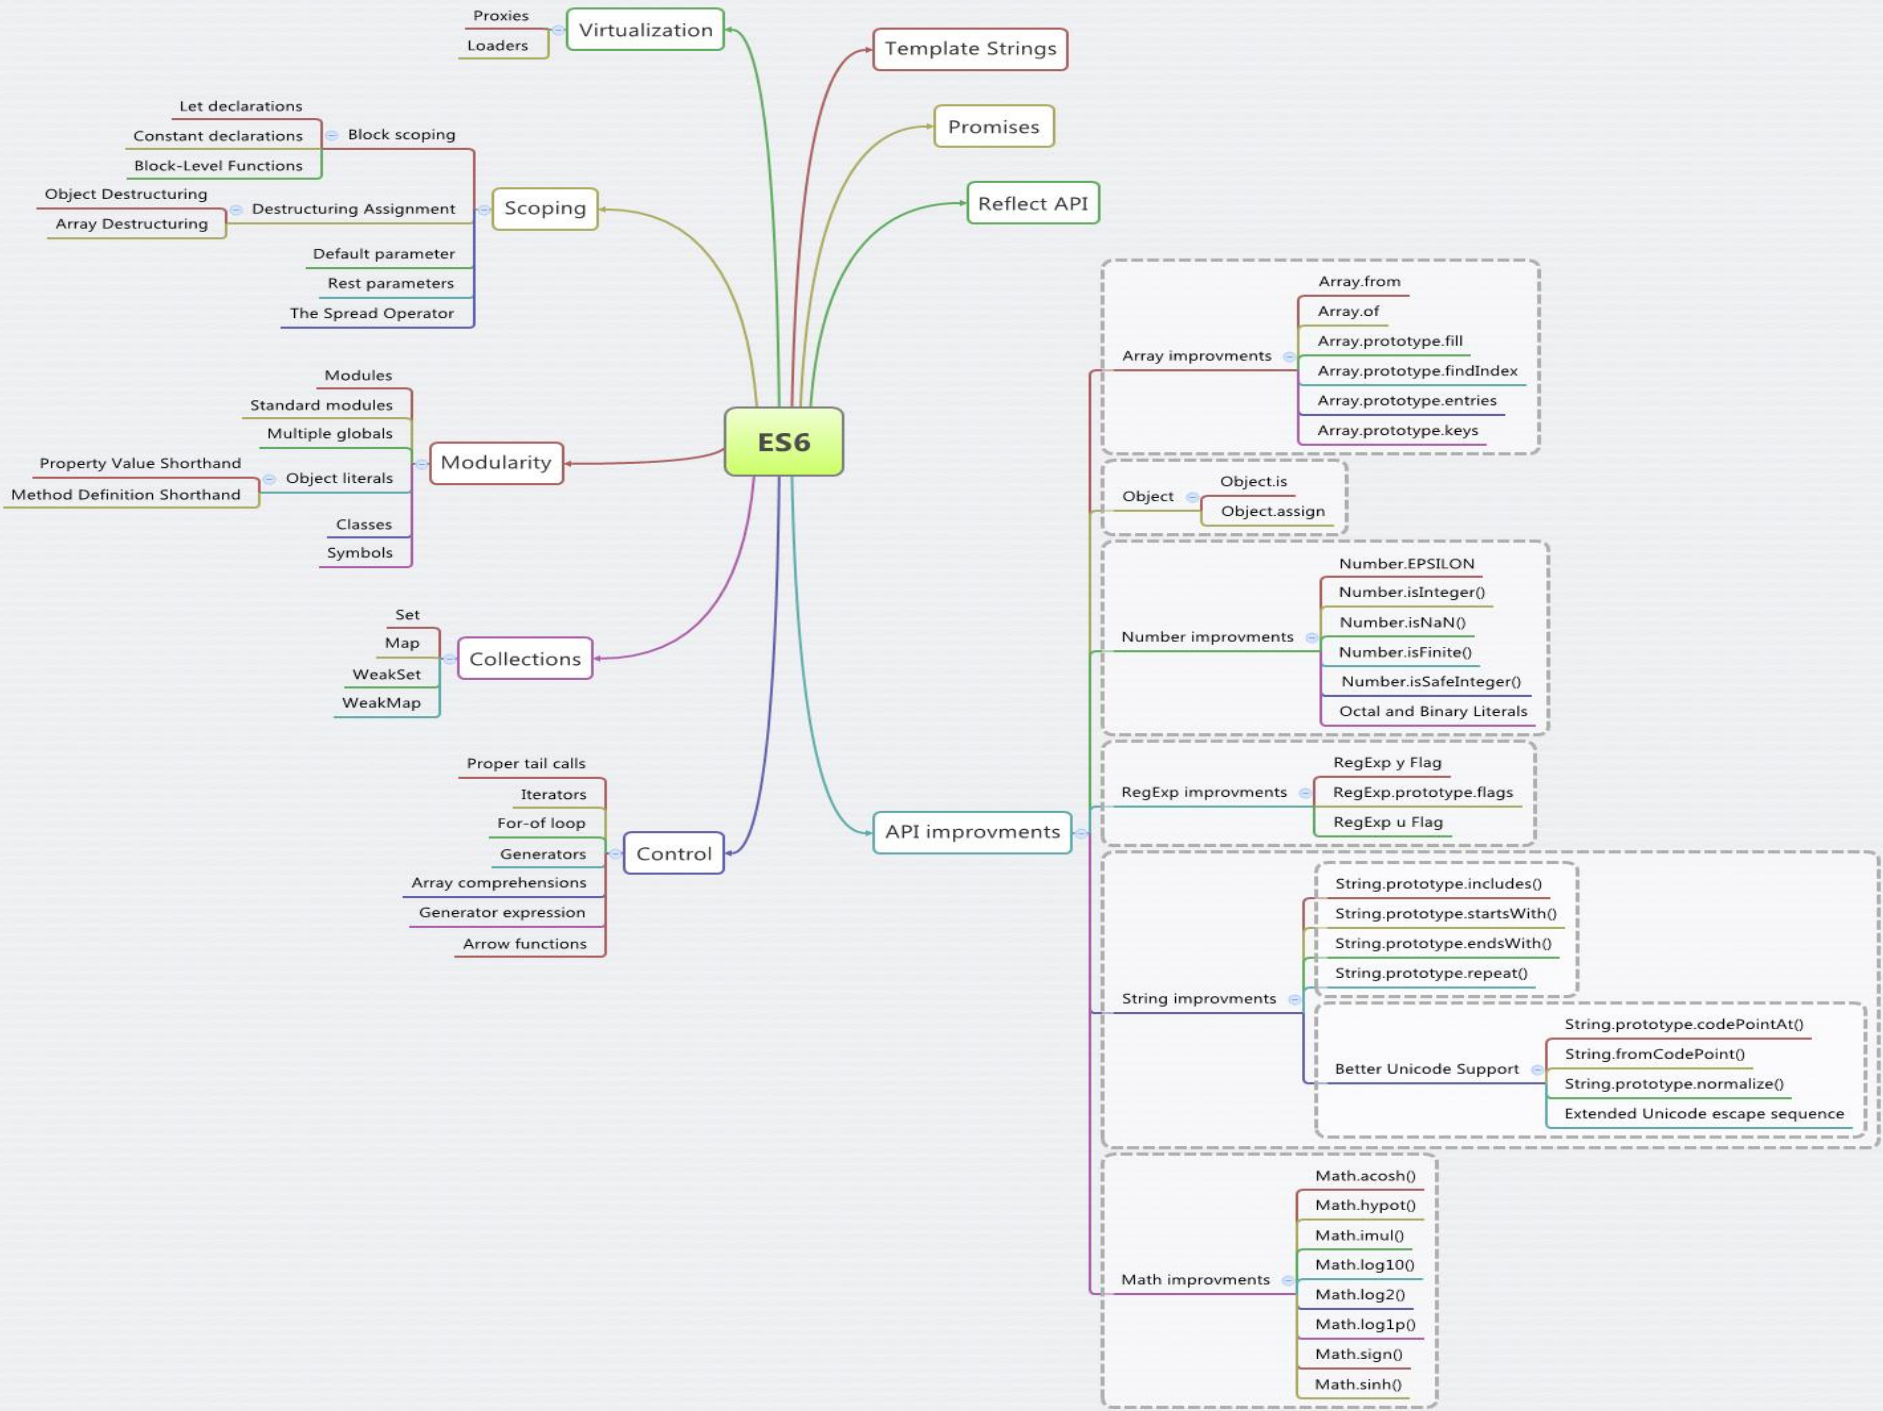 Proxies
Loaders
Virtualization
Template Strings
Promises
Reflect API
Let declarations
Constant declarations
Block-Level Functions
Block scoping
Object Destructuring
Array Destructuring
Destructuring Assignment
Default parameter
Rest parameters
The Spread Operator
Scoping
Modules
Standard modules
Multiple globals
Property Value Shorthand
Method Definition Shorthand
Object literals
Classes
Symbols
Modularity
ES6
Set
Map
WeakSet
WeakMap
Collections
Proper tail calls
Iterators
For-of loop
Generators
Array comprehensions
Generator expression
Arrow functions
Control
API improvments
Array improvments
Array.from
Array.of
Array.prototype.fill
Array.prototype.findIndex
Array.prototype.entries
Array.prototype.keys
Object
Object.is
Object.assign
Number improvments
Number.EPSILON
Number.isInteger()
Number.isNaN()
Number.isFinite()
Number.isSafeInteger()
Octal and Binary Literals
RegExp improvments
RegExp y Flag
RegExp.prototype.flags
RegExp u Flag
String improvments
String.prototype.includes()
String.prototype.startsWith()
String.prototype.endsWith()
String.prototype.repeat()
Better Unicode Support
String.prototype.codePointAt()
String.fromCodePoint()
String.prototype.normalize()
Extended Unicode escape sequence
Math improvments
Math.acosh()
Math.hypot()
Math.imul()
Math.log10()
Math.log2()
Math.log1p()
Math.sign()
Math.sinh()